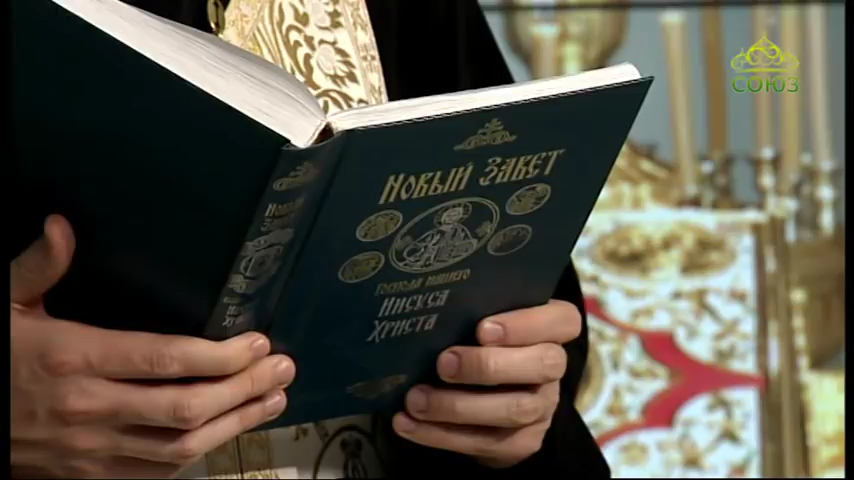 СОЮЗ
НОВЫЙ ЗАВЕТ
ГОСПОДА НАШЕГО
ИИСУСА
ХРИСТА